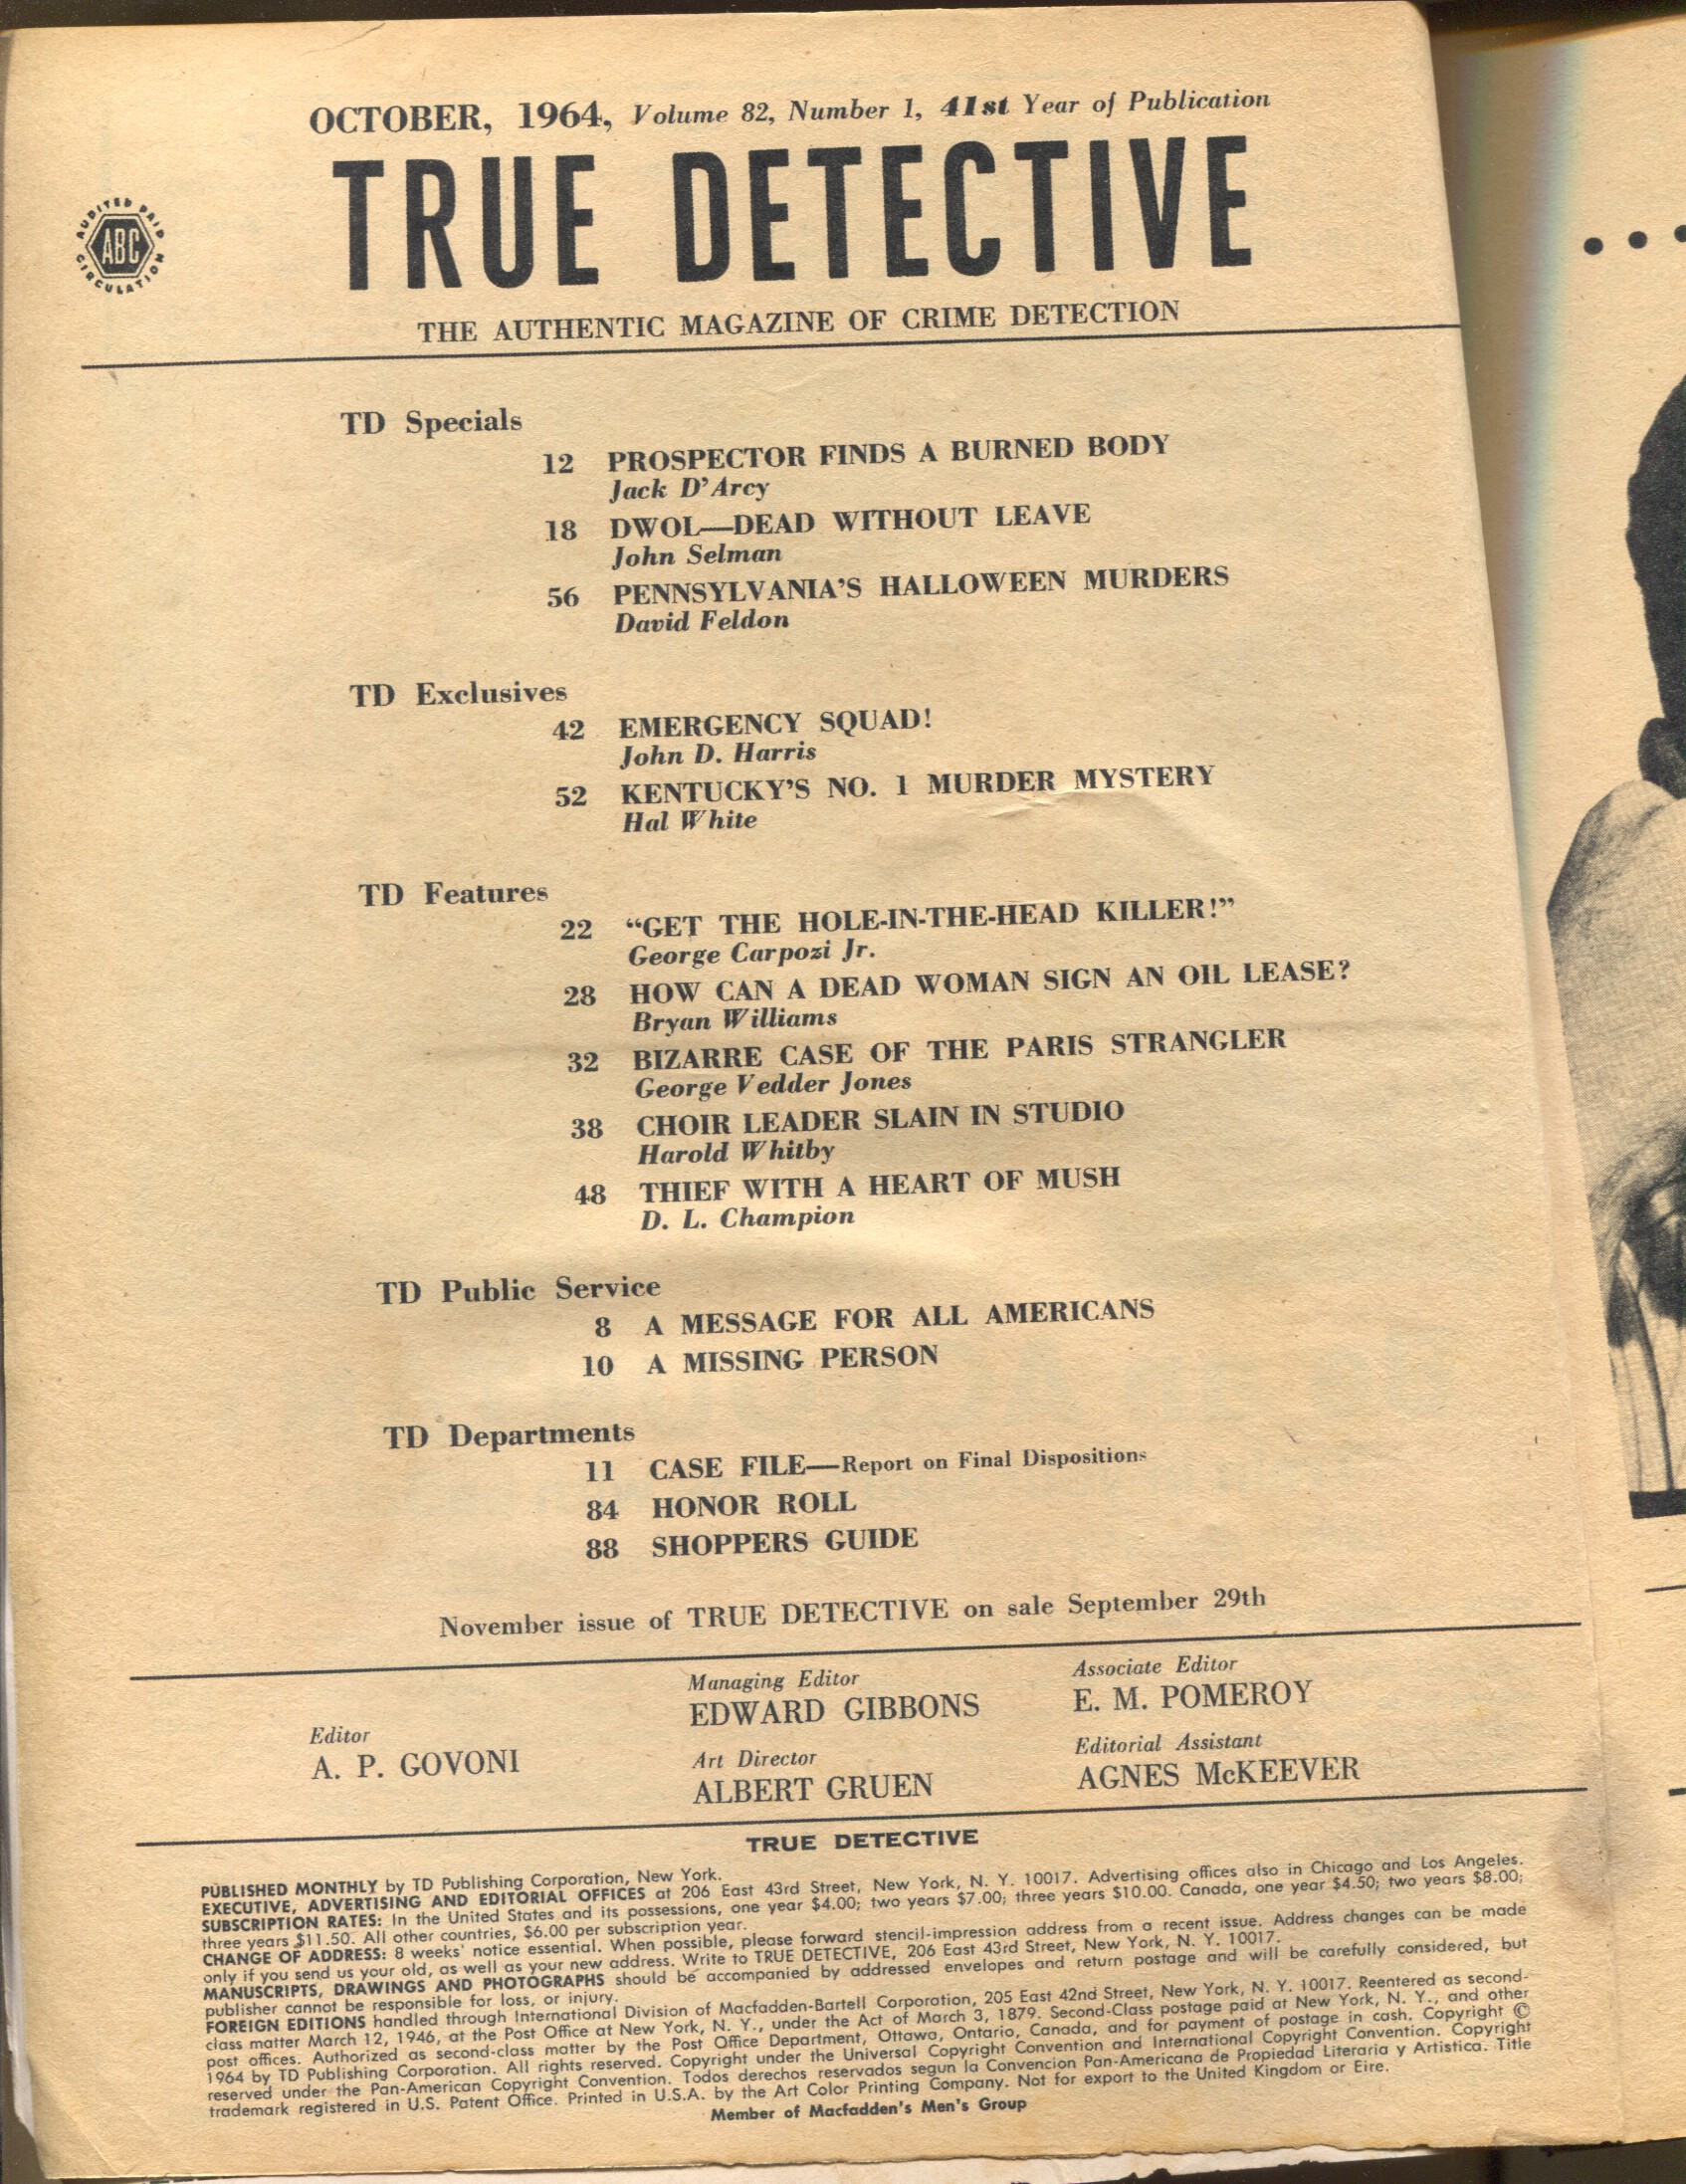 OCTOBER, 1964, Volume 82, Number 1, 41st Year of Publication
TRUE DETECTIVE
AUDITED PAID
ABC
CIRCULATION
THE AUTHENTIC MAGAZINE OF CRIME DETECTION
TD Specials
12 PROSPECTOR FINDS A BURNED BODY
Jack D'Arcy
18 DWOL—DEAD WITHOUT LEAVE
John Selman
56 PENNSYLVANIA'S HALLOWEEN MURDERS
David Feldon
TD Exclusives
42 EMERGENCY SQUAD!
John D. Harris
52 KENTUCKY'S NO. 1 MURDER MYSTERY
Hal White
TD Features
22 "GET THE HOLE-IN-THE-HEAD KILLER!"
George Carpozi Jr.
28 HOW CAN A DEAD WOMAN SIGN AN OIL LEASE?
Bryan Williams
32 BIZARRE CASE OF THE PARIS STRANGLER
George Vedder Jones
38 CHOIR LEADER SLAIN IN STUDIO
Harold Whitby
48 THIEF WITH A HEART OF MUSH
D. L. Champion
TD Public Service
8 A MESSAGE FOR ALL AMERICANS
10 A MISSING PERSON
TD Departments
11 CASE FILE—Report on Final Dispositions
84 HONOR ROLL
88 SHOPPERS GUIDE
November issue of TRUE DETECTIVE on sale September 29th
Editor
A. P. GOVONI
Managing Editor
EDWARD GIBBONS
Art Director
ALBERT GRUEN
Associate Editor
E. M. POMEROY
Editorial Assistant
AGNES McKEEVER
TRUE DETECTIVE
PUBLISHED MONTHLY by TD Publishing Corporation, New York.
EXECUTIVE, ADVERTISING AND EDITORIAL OFFICES at 206 East 43rd Street, New York, N. Y. 10017. Advertising offices also in Chicago and Los Angeles.
SUBSCRIPTION RATES: In the United States and its possessions, one year $4.00; two years $7.00; three years $10.00. Canada, one year $4.50; two years $8.00;
three years $11.50. All other countries, $6.00 per subscription year.
CHANGE OF ADDRESS: 8 weeks' notice essential. When possible, please forward stencil-impression address from a recent issue. Address changes can be made
only if you send us your old, as well as your new address. Write to TRUE DETECTIVE, 206 East 43rd Street, New York, N. Y. 10017.
MANUSCRIPTS, DRAWINGS AND PHOTOGRAPHS should be accompanied by addressed envelopes and return postage and will be carefully considered, but
publisher cannot be responsible for loss, or injury.
FOREIGN EDITIONS handled through International Division of Macfadden-Bartell Corporation, 205 East 42nd Street, New York, N. Y. 10017. Reentered as second-
class matter March 12, 1946, at the Post Office at New York, N. Y., under the Act of March 3, 1879. Second-Class postage paid at New York, N. Y., and other
post offices. Authorized as second-class matter by the Post Office Department, Ottawa, Ontario, Canada, and for payment of postage in cash. Copyright ©
1964 by TD Publishing Corporation. All rights reserved. Copyright under the Universal Copyright Convention and International Copyright Convention. Copyright
reserved under the Pan-American Copyright Convention. Todos derechos reservados segun la Convencion Pan-Americana de Propiedad Literaria y Artistica. Title
trademark registered in U.S. Patent Office. Printed in U.S.A. by the Art Color Printing Company. Not for export to the United Kingdom or Eire.
Member of Macfadden's Men's Group